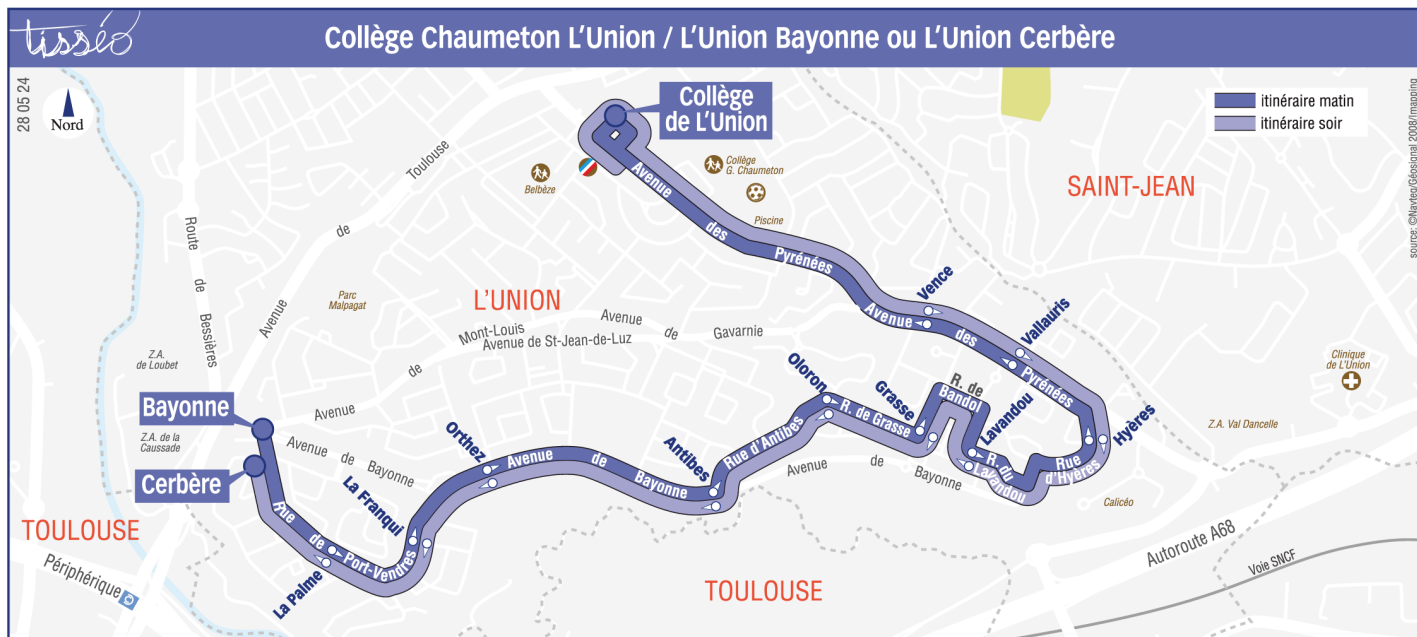 tisséo
Collège Chaumeton L'Union / L'Union Bayonne ou L'Union Cerbère
28 05 24
Nord
itinéraire matin
itinéraire soir
source: ©Navteq/Géosignal 2008/Imapping
Collège
de L'Union
Collège
G. Chaumeton
Belbèze
Piscine
Toulouse
de
Avenue
Route
de
Bessières
SAINT-JEAN
Avenue
des
Pyrénées
Parc
Malpagat
L'UNION
Vence
Avenue
des
Pyrénées
Vallauris
Mont-Louis
Avenue
de
Gavarnie
Avenue de St-Jean-de-Luz
Z.A.
de Loubet
Clinique
de L'Union
Avenue
de
Oloron
Grasse
R. de
Bandol
Lavandou
Hyères
Bayonne
Z.A. de la
Caussade
Cerbère
Avenue de Bayonne
La Franqui
Orthez
Avenue
de
Bayonne
Antibes
Rue d'Antibes
R. de Grasse
Avenue
de
Bayonne
R. du
Lavandou
Rue
d'Hyères
Z.A. Val Dancelle
Calicéo
TOULOUSE
Périphérique
Rue
de
Port-Vendres
La Palme
TOULOUSE
Autoroute A68
Voie SNCF